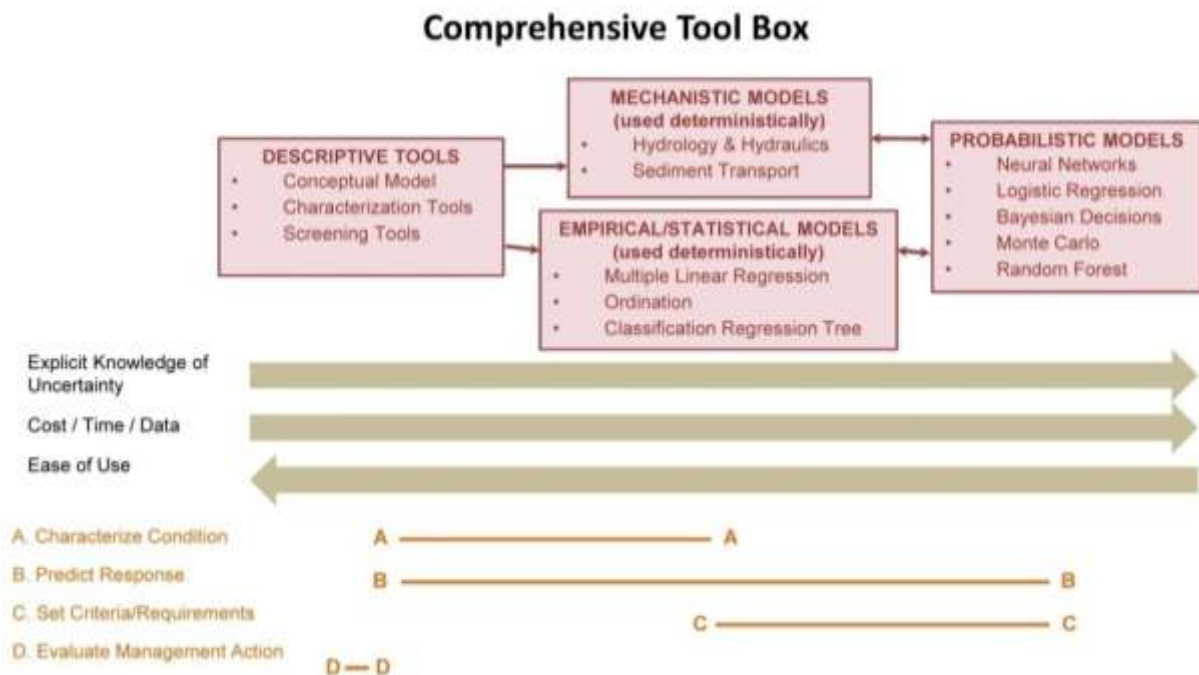 Comprehensive Tool Box
DESCRIPTIVE TOOLS
• Conceptual Model
• Characterization Tools
• Screening Tools
MECHANISTIC MODELS
(used deterministically)
• Hydrology & Hydraulics
• Sediment Transport
EMPIRICAL/STATISTICAL MODELS
(used deterministically)
• Multiple Linear Regression
• Ordination
• Classification Regression Tree
PROBABILISTIC MODELS
• Neural Networks
• Logistic Regression
• Bayesian Decisions
• Monte Carlo
• Random Forest
Explicit Knowledge of
Uncertainty
Cost / Time / Data
Ease of Use
A. Characterize Condition
A A
B. Predict Response
B B
C. Set Criteria/Requirements
C C
D. Evaluate Management Action
D D